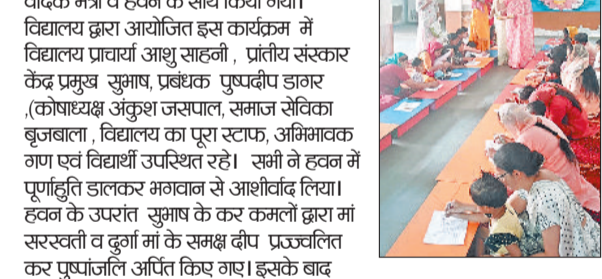 वैदिक मंत्रों व हवन के साथ किया गया।
विद्यालय द्वारा आयोजित इस कार्यक्रम में
विद्यालय प्राचार्या आशु साहनी , प्रांतीय संस्कार
केंद्र प्रमुख सुभाष, प्रबंधक पुष्पदीप डागर
,(कोषाध्यक्ष अंकुश जसपाल, समाज सेविका
बृजबाला , विद्यालय का पूरा स्टाफ, अभिभावक
गण एवं विद्यार्थी उपस्थित रहे। सभी ने हवन में
पूर्णाहुति डालकर भगवान से आशीर्वाद लिया।
हवन के उपरांत सुभाष के कर कमलों द्वारा मां
सरस्वती व दुर्गा मां के समक्ष दीप प्रज्ज्वलित
कर पुष्पांजलि अर्पित किए गए। इसके बाद